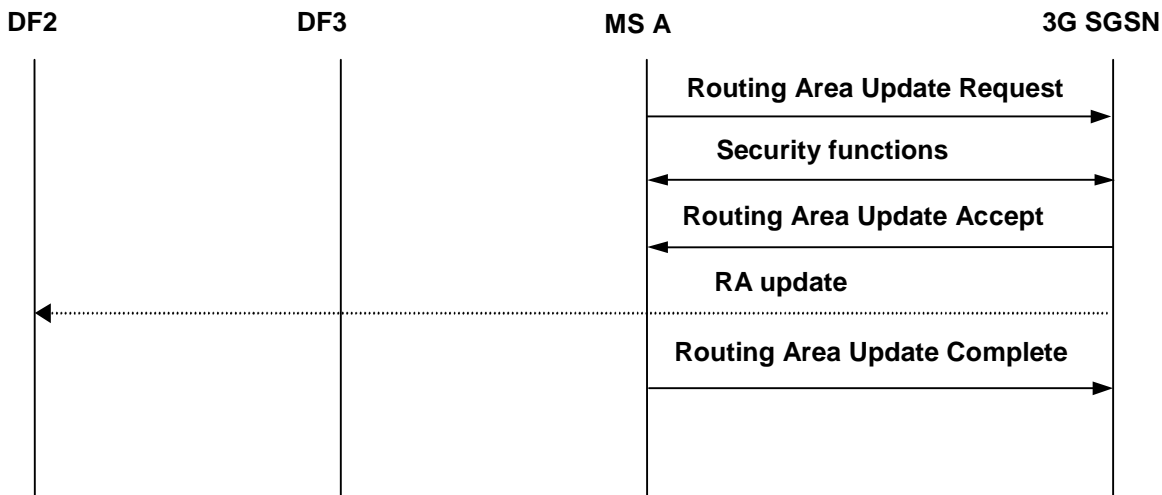 DF2
DF3
MS A
3G SGSN
Routing Area Update Request
Security functions
Routing Area Update Accept
RA update
Routing Area Update Complete